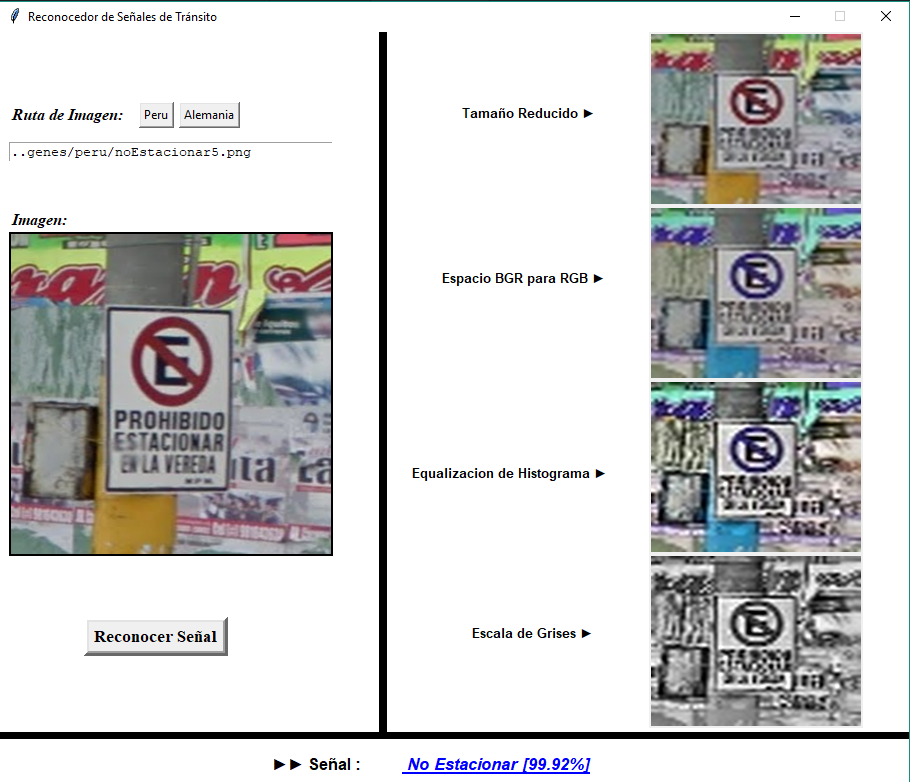 Reconocedor de Señales de Tránsito
Ruta de Imagen:
Peru
Alemania
..genes/peru/noEstacionar5.png
Imagen:
E
PROHIBIDO
ESTACIONAR
EN LA VEREDA
M.P.H.
Reconocer Señal
Tamaño Reducido ►
Espacio BGR para RGB ►
Equalizacion de Histograma ►
Escala de Grises ►
►► Señal :
No Estacionar [99.92%]